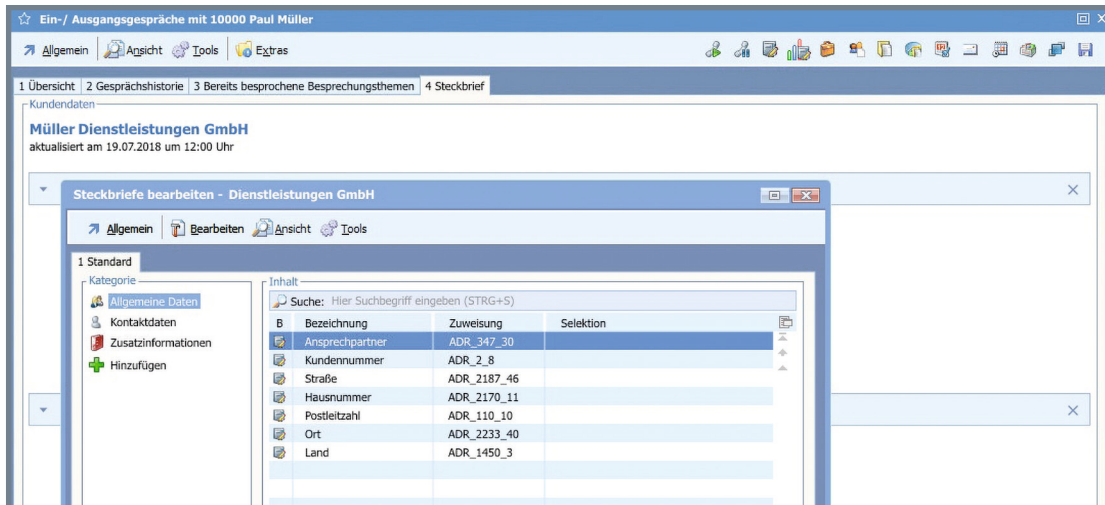 Ein-/ Ausgangsgespräche mit 10000 Paul Müller
Allgemein Ansicht Tools Extras
1 Übersicht 2 Gesprächshistorie 3 Bereits besprochene Besprechungsthemen 4 Steckbrief
Kundendaten
Müller Dienstleistungen GmbH
aktualisiert am 19.07.2018 um 12:00 Uhr
Steckbriefe bearbeiten - Dienstleistungen GmbH
Allgemein Bearbeiten Ansicht Tools
1 Standard
Kategorie
Allgemeine Daten
Kontaktdaten
Zusatzinformationen
Hinzufügen
Inhalt
Suche: Hier Suchbegriff eingeben (STRG+S)
B Bezeichnung Zuweisung Selektion
Ansprechpartner ADR_347_30
Kundennummer ADR_2_8
Straße ADR_2187_46
Hausnummer ADR_2170_11
Postleitzahl ADR_110_10
Ort ADR_2233_40
Land ADR_1450_3